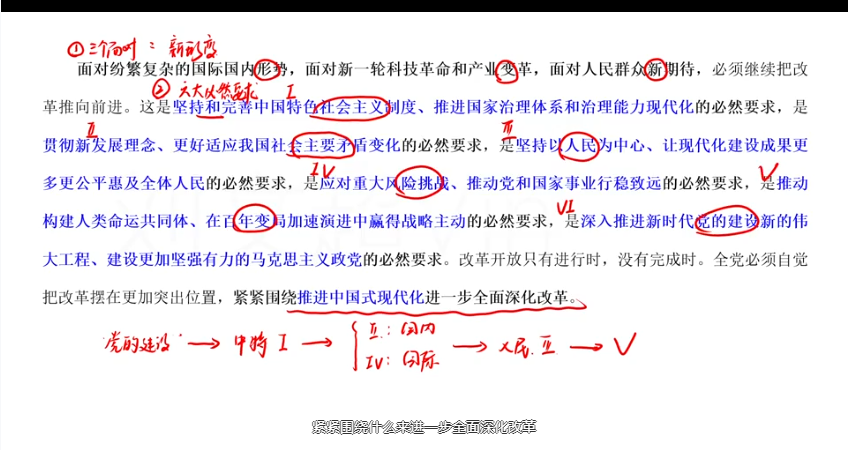 ① 三个面对：新形变
面对纷繁复杂的国际国内形势，面对新一轮科技革命和产业变革，面对人民群众新期待，必须继续把改
② 六大必然要求 I
革推向前进。这是坚持和完善中国特色社会主义制度、推进国家治理体系和治理能力现代化的必然要求，是
II III
贯彻新发展理念、更好适应我国社会主要矛盾变化的必然要求，是坚持以人民为中心、让现代化建设成果更
IV V
多更公平惠及全体人民的必然要求，是应对重大风险挑战、推动党和国家事业行稳致远的必然要求，是推动
VI
构建人类命运共同体、在百年变局加速演进中赢得战略主动的必然要求，是深入推进新时代党的建设新的伟
大工程、建设更加坚强有力的马克思主义政党的必然要求。改革开放只有进行时，没有完成时。全党必须自觉
把改革摆在更加突出位置，紧紧围绕推进中国式现代化进一步全面深化改革。
"党的建设" → 中特 I → { II：国内
IV：国际 → 人民 II → V
紧紧围绕什么来进一步全面深化改革